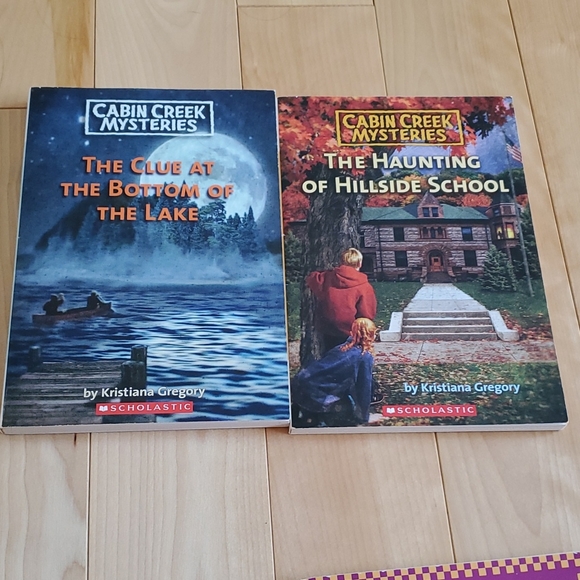 CABIN CREEK
MYSTERIES
THE CLUE AT
THE BOTTOM OF
THE LAKE
by Kristiana Gregory
SCHOLASTIC
CABIN CREEK
MYSTERIES
THE HAUNTING
OF HILLSIDE SCHOOL
by Kristiana Gregory
SCHOLASTIC